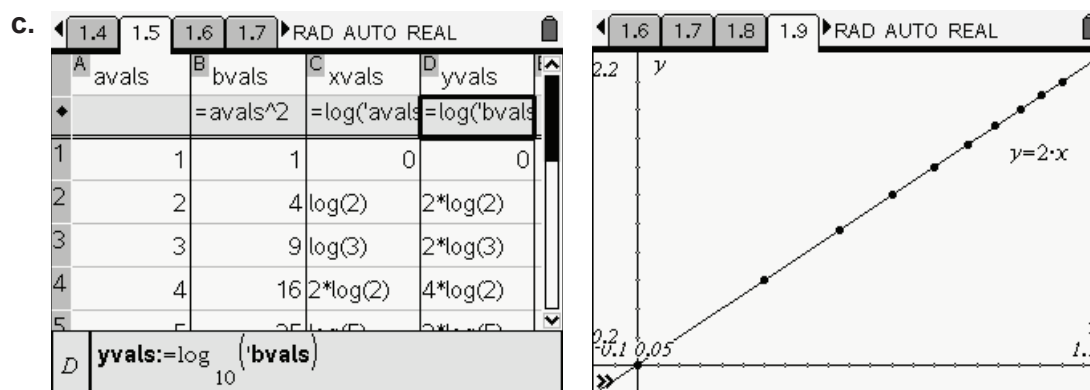 c.
1.4 1.5 1.6 1.7 RAD AUTO REAL
A avals B bvals C xvals D yvals E
=avals^2 =log('avals =log('bvals
1 1 1 0 0
2 2 4 log(2) 2*log(2)
3 3 9 log(3) 2*log(3)
4 4 16 2*log(2) 4*log(2)
5
D yvals:=log10('bvals)
1.6 1.7 1.8 1.9 RAD AUTO REAL
2.2 y
y=2·x
0.2
-0.1 0.05
1.